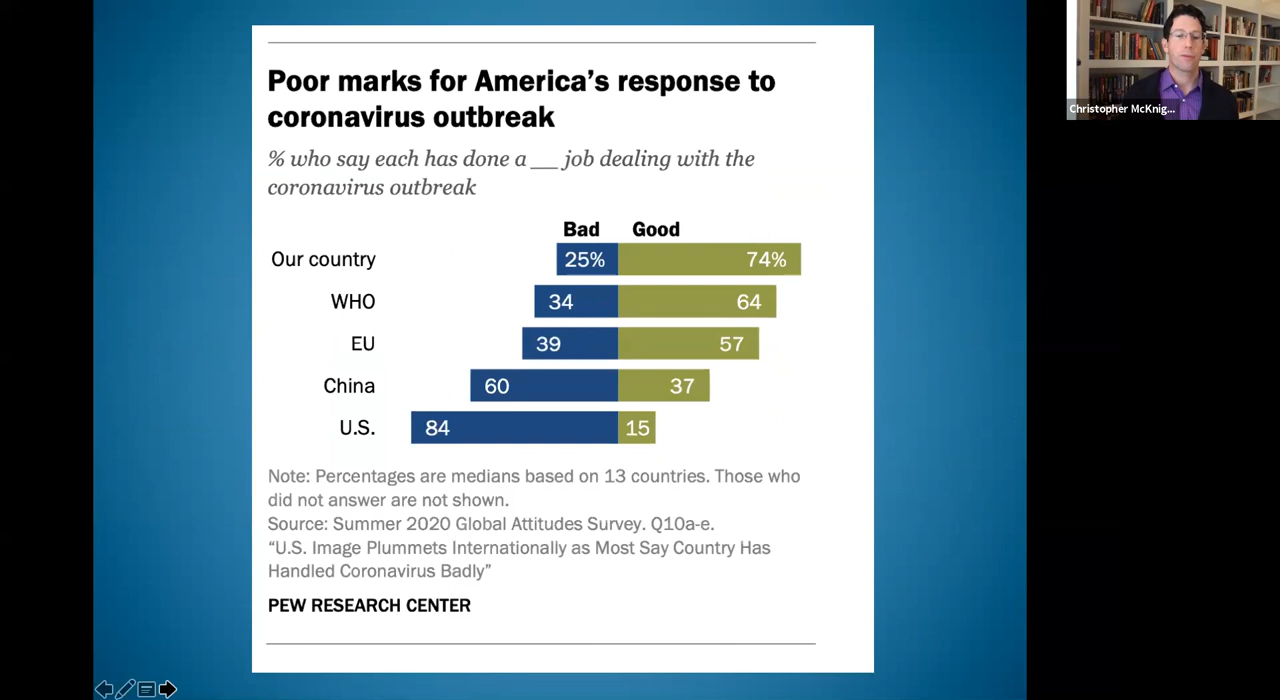 Poor marks for America's response to
coronavirus outbreak
% who say each has done a __ job dealing with the
coronavirus outbreak
Bad Good
Our country 25% 74%
WHO 34 64
EU 39 57
China 60 37
U.S. 84 15
Note: Percentages are medians based on 13 countries. Those who
did not answer are not shown.
Source: Summer 2020 Global Attitudes Survey. Q10a-e.
“U.S. Image Plummets Internationally as Most Say Country Has
Handled Coronavirus Badly”
PEW RESEARCH CENTER
Christopher McKnig...